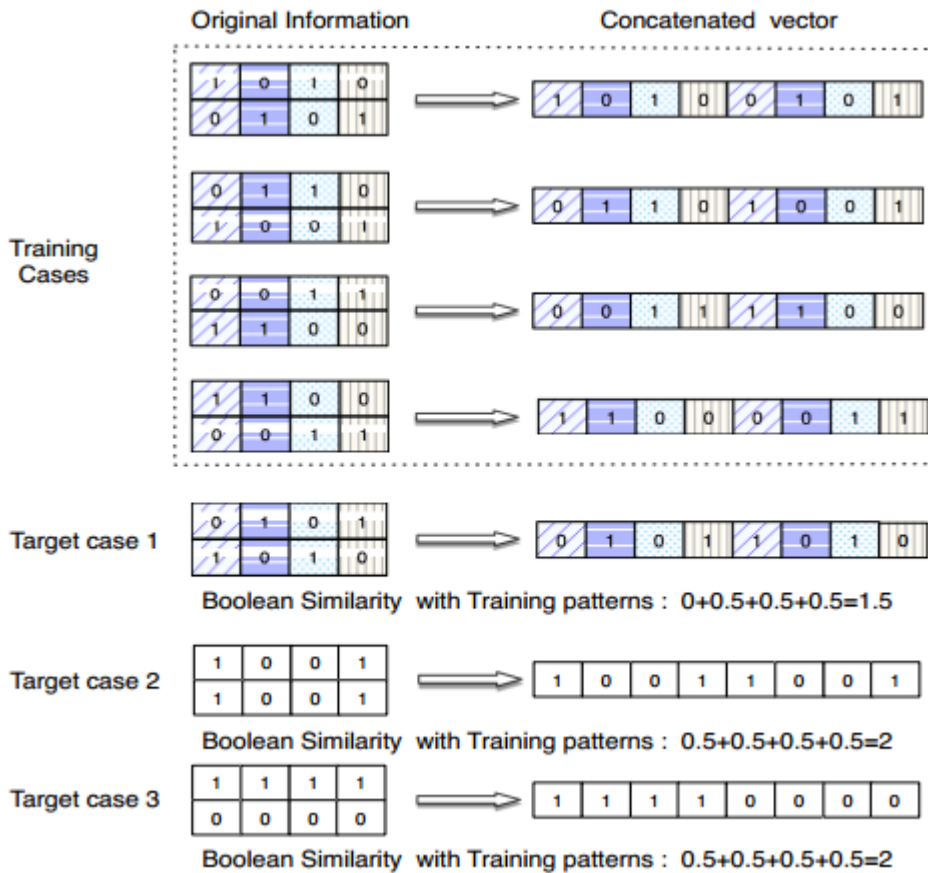 Original Information Concatenated vector
1 0 1 0
0 1 0 1
1 0 1 0 0 1 0 1
0 1 1 0
1 0 0 1
0 1 1 0 1 0 0 1
Training
Cases
0 0 1 1
1 1 0 0
0 0 1 1 1 1 0 0
1 1 0 0
0 0 1 1
1 1 0 0 0 0 1 1
Target case 1
0 1 0 1
1 0 1 0
0 1 0 1 1 0 1 0
Boolean Similarity with Training patterns : 0+0.5+0.5+0.5=1.5
Target case 2
1 0 0 1
1 0 0 1
1 0 0 1 1 0 0 1
Boolean Similarity with Training patterns : 0.5+0.5+0.5+0.5=2
Target case 3
1 1 1 1
0 0 0 0
1 1 1 1 0 0 0 0
Boolean Similarity with Training patterns : 0.5+0.5+0.5+0.5=2